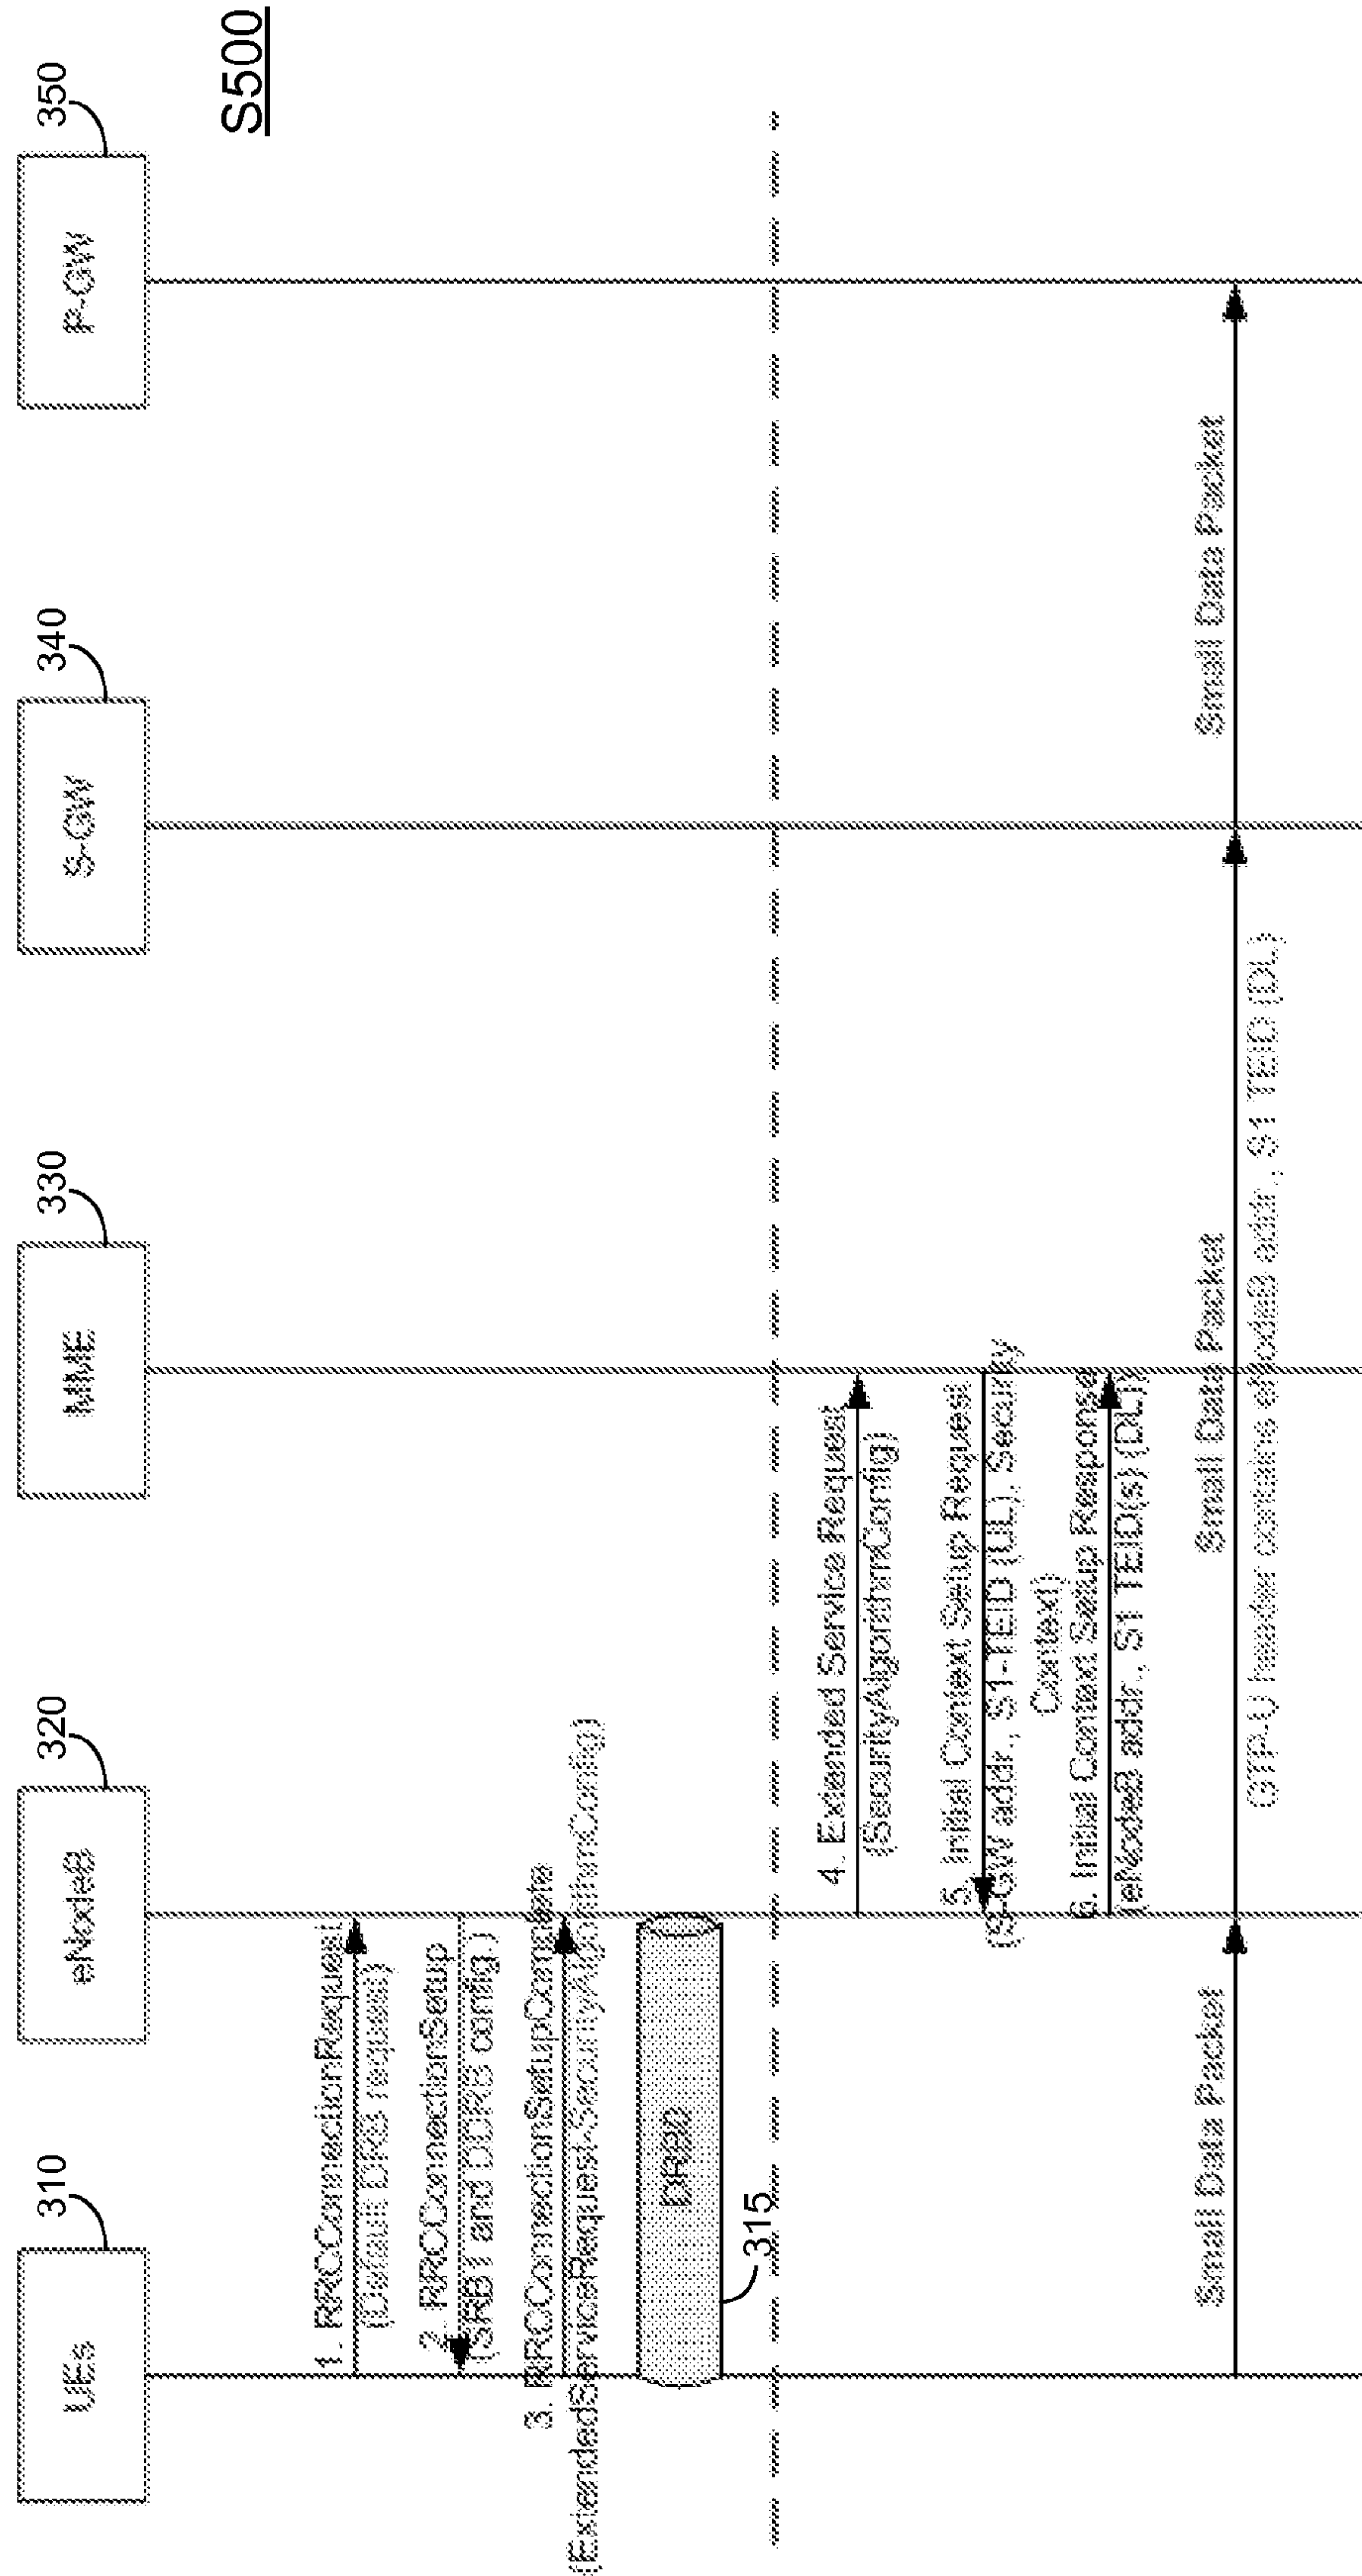 S500
310
320
330
340
350
UEs
eNodeB
MME
S-GW
P-GW
1. RRCConnectionRequest
(Default DRB request)
2. RRCConnectionSetup
(SRB1 and DDRB config.)
3. RRCConnectionSetupComplete
(ExtendedServiceRequest-SecurityAlgorithmConfig)
315
4. Extended Service Request
(SecurityAlgorithmConfig)
5. Initial Context Setup Request
(S-GW addr., S1-TEID (UL), Security
Context)
6. Initial Context Setup Response
(eNodeB addr., S1 TEID(s) (DL))
Small Data Packet
Small Data Packet
Small Data Packet
GTP-U header contains eNodeB addr., S1 TEID (DL)